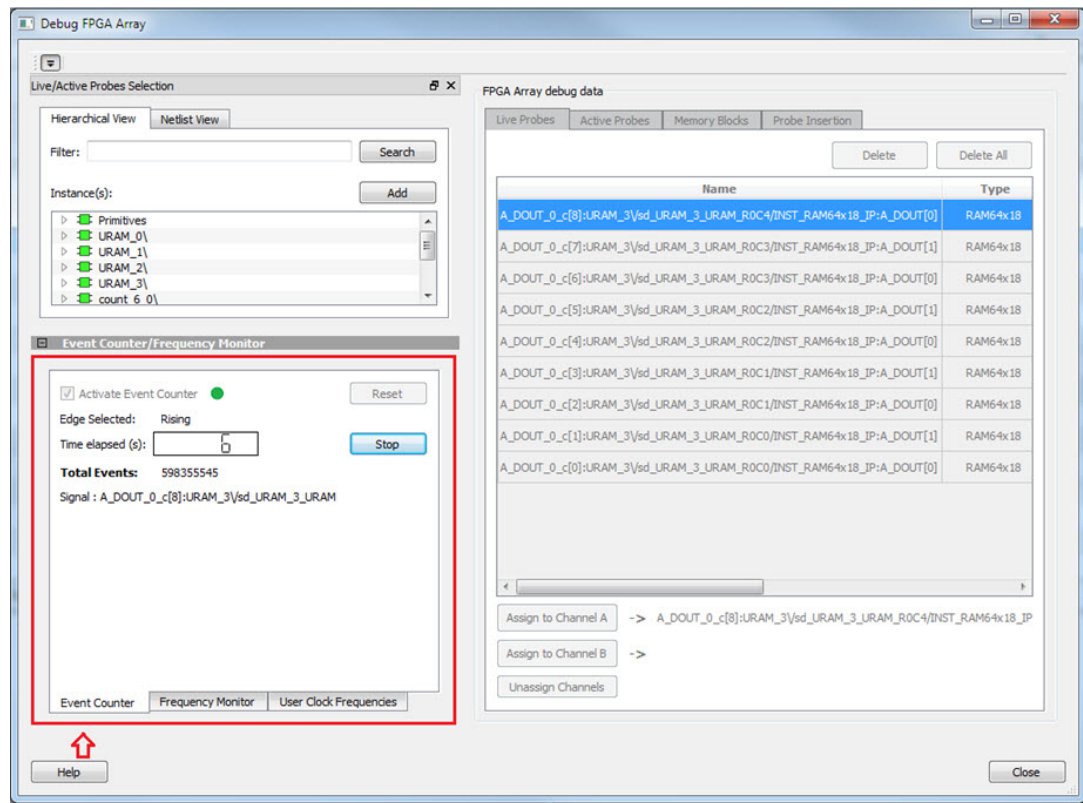 Debug FPGA Array
Live/Active Probes Selection
Hierarchical View Netlist View
Filter: Search
Instance(s): Add
Primitives
URAM_0\
URAM_1\
URAM_2\
URAM_3\
count_6_0\
Event Counter/Frequency Monitor
Activate Event Counter Reset
Edge Selected: Rising
Time elapsed (s): 6 Stop
Total Events: 598355545
Signal : A_DOUT_0_c[8]:URAM_3\/sd_URAM_3_URAM
Event Counter Frequency Monitor User Clock Frequencies
Help
FPGA Array debug data
Live Probes Active Probes Memory Blocks Probe Insertion
Delete Delete All
Name Type
A_DOUT_0_c[8]:URAM_3\/sd_URAM_3_URAM_R0C4/INST_RAM64x18_IP:A_DOUT[0] RAM64x18
A_DOUT_0_c[7]:URAM_3\/sd_URAM_3_URAM_R0C3/INST_RAM64x18_IP:A_DOUT[1] RAM64x18
A_DOUT_0_c[6]:URAM_3\/sd_URAM_3_URAM_R0C3/INST_RAM64x18_IP:A_DOUT[0] RAM64x18
A_DOUT_0_c[5]:URAM_3\/sd_URAM_3_URAM_R0C2/INST_RAM64x18_IP:A_DOUT[1] RAM64x18
A_DOUT_0_c[4]:URAM_3\/sd_URAM_3_URAM_R0C2/INST_RAM64x18_IP:A_DOUT[0] RAM64x18
A_DOUT_0_c[3]:URAM_3\/sd_URAM_3_URAM_R0C1/INST_RAM64x18_IP:A_DOUT[1] RAM64x18
A_DOUT_0_c[2]:URAM_3\/sd_URAM_3_URAM_R0C1/INST_RAM64x18_IP:A_DOUT[0] RAM64x18
A_DOUT_0_c[1]:URAM_3\/sd_URAM_3_URAM_R0C0/INST_RAM64x18_IP:A_DOUT[1] RAM64x18
A_DOUT_0_c[0]:URAM_3\/sd_URAM_3_URAM_R0C0/INST_RAM64x18_IP:A_DOUT[0] RAM64x18
Assign to Channel A -> A_DOUT_0_c[8]:URAM_3\/sd_URAM_3_URAM_R0C4/INST_RAM64x18_IP
Assign to Channel B ->
Unassign Channels
Close